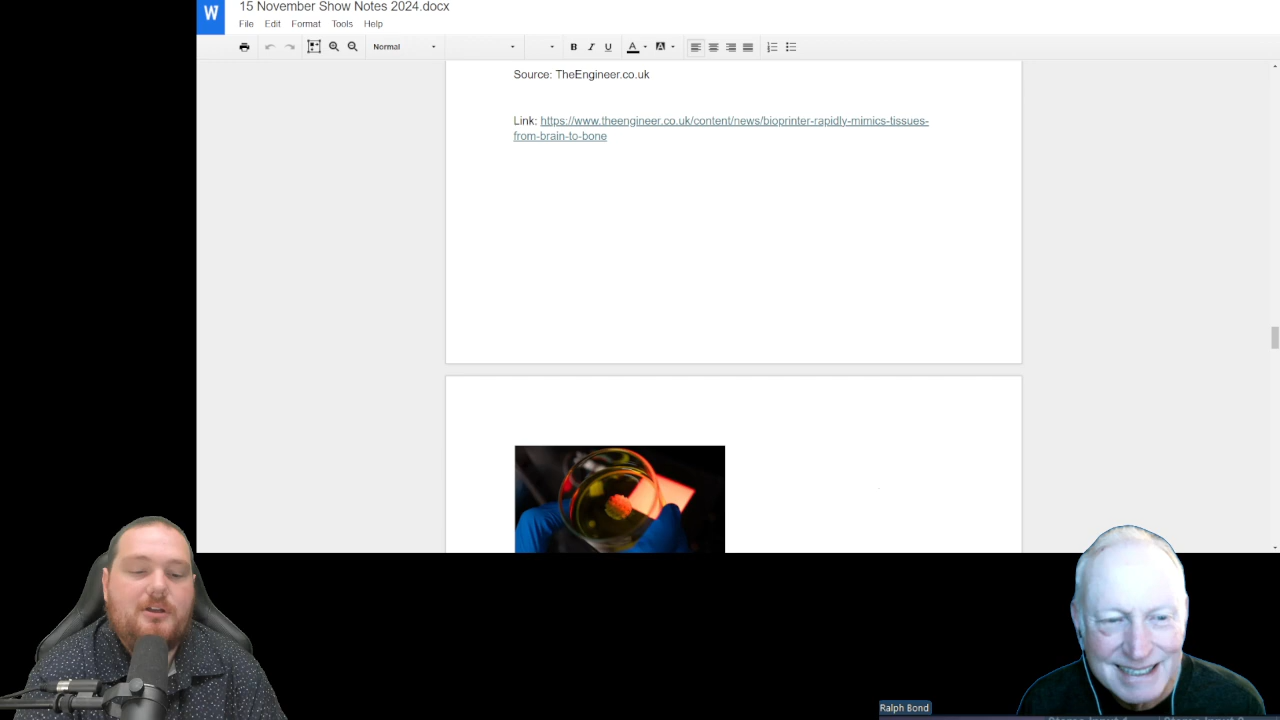 W
15 November Show Notes 2024.docx
File Edit Format Tools Help
Normal
B I U A A
Source: TheEngineer.co.uk
Link: https://www.theengineer.co.uk/content/news/bioprinter-rapidly-mimics-tissues-
from-brain-to-bone
Ralph Bond